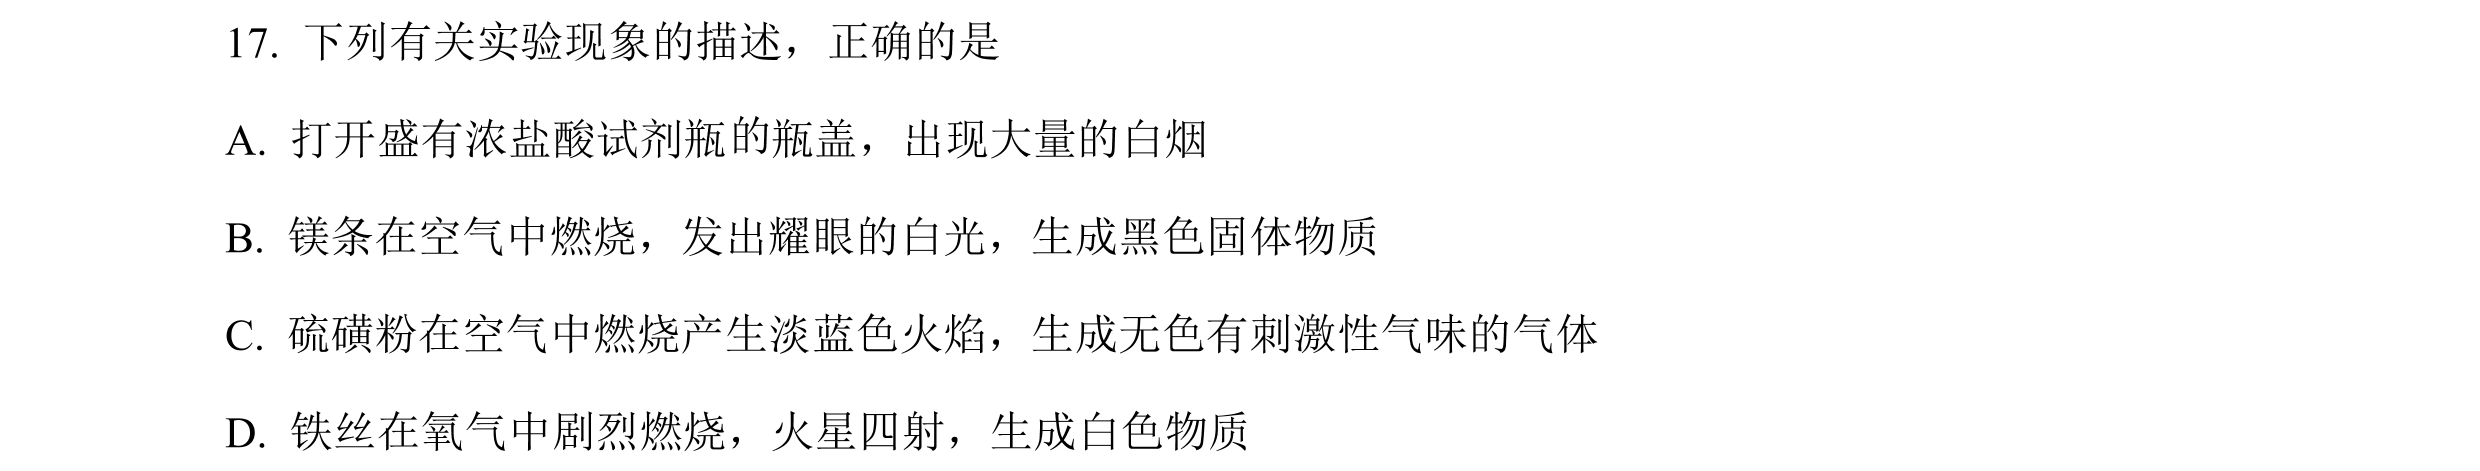 17. 下列有关实验现象的描述，正确的是
A. 打开盛有浓盐酸试剂瓶的瓶盖，出现大量的白烟
B. 镁条在空气中燃烧，发出耀眼的白光，生成黑色固体物质
C. 硫磺粉在空气中燃烧产生淡蓝色火焰，生成无色有刺激性气味的气体
D. 铁丝在氧气中剧烈燃烧，火星四射，生成白色物质